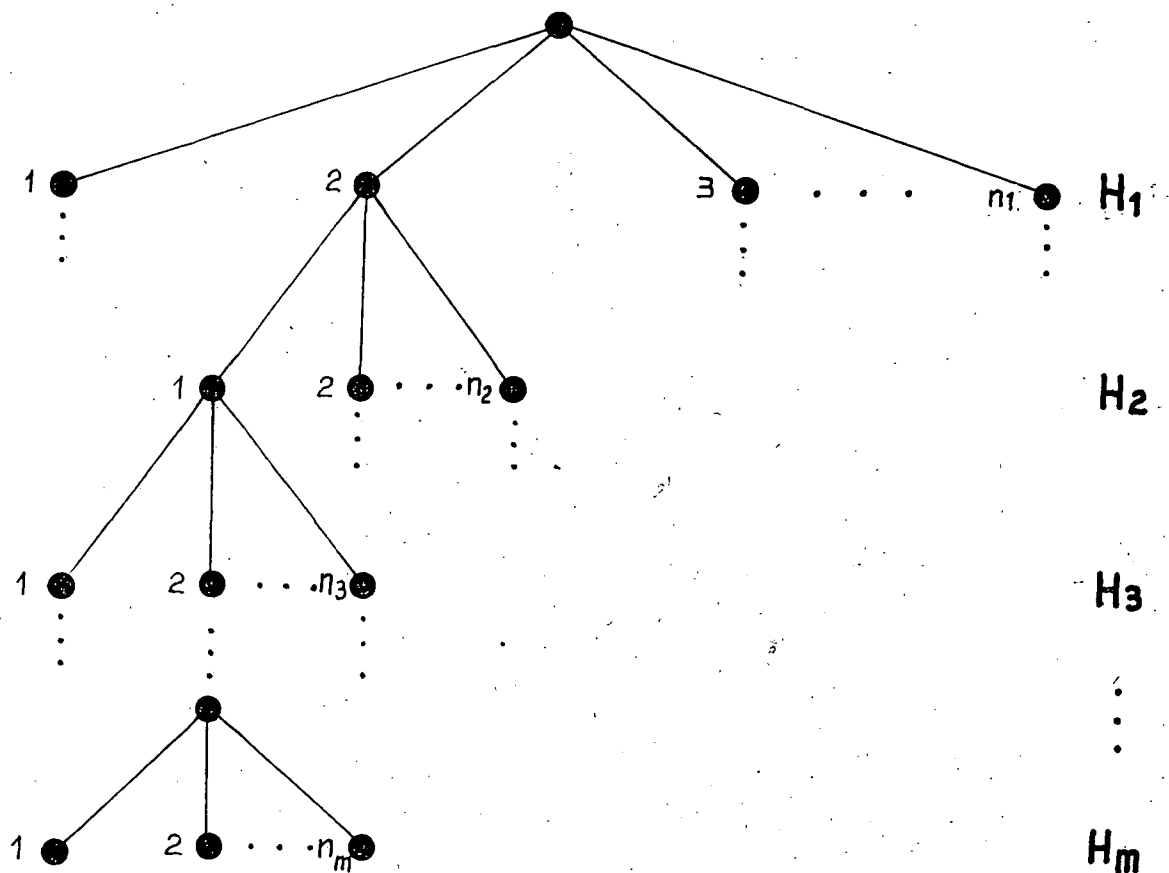 1 2 3 . . . n₁ H₁
1 2 . . . n₂ H₂
1 2 . . . n₃ H₃
1 2 . . . nₘ Hₘ